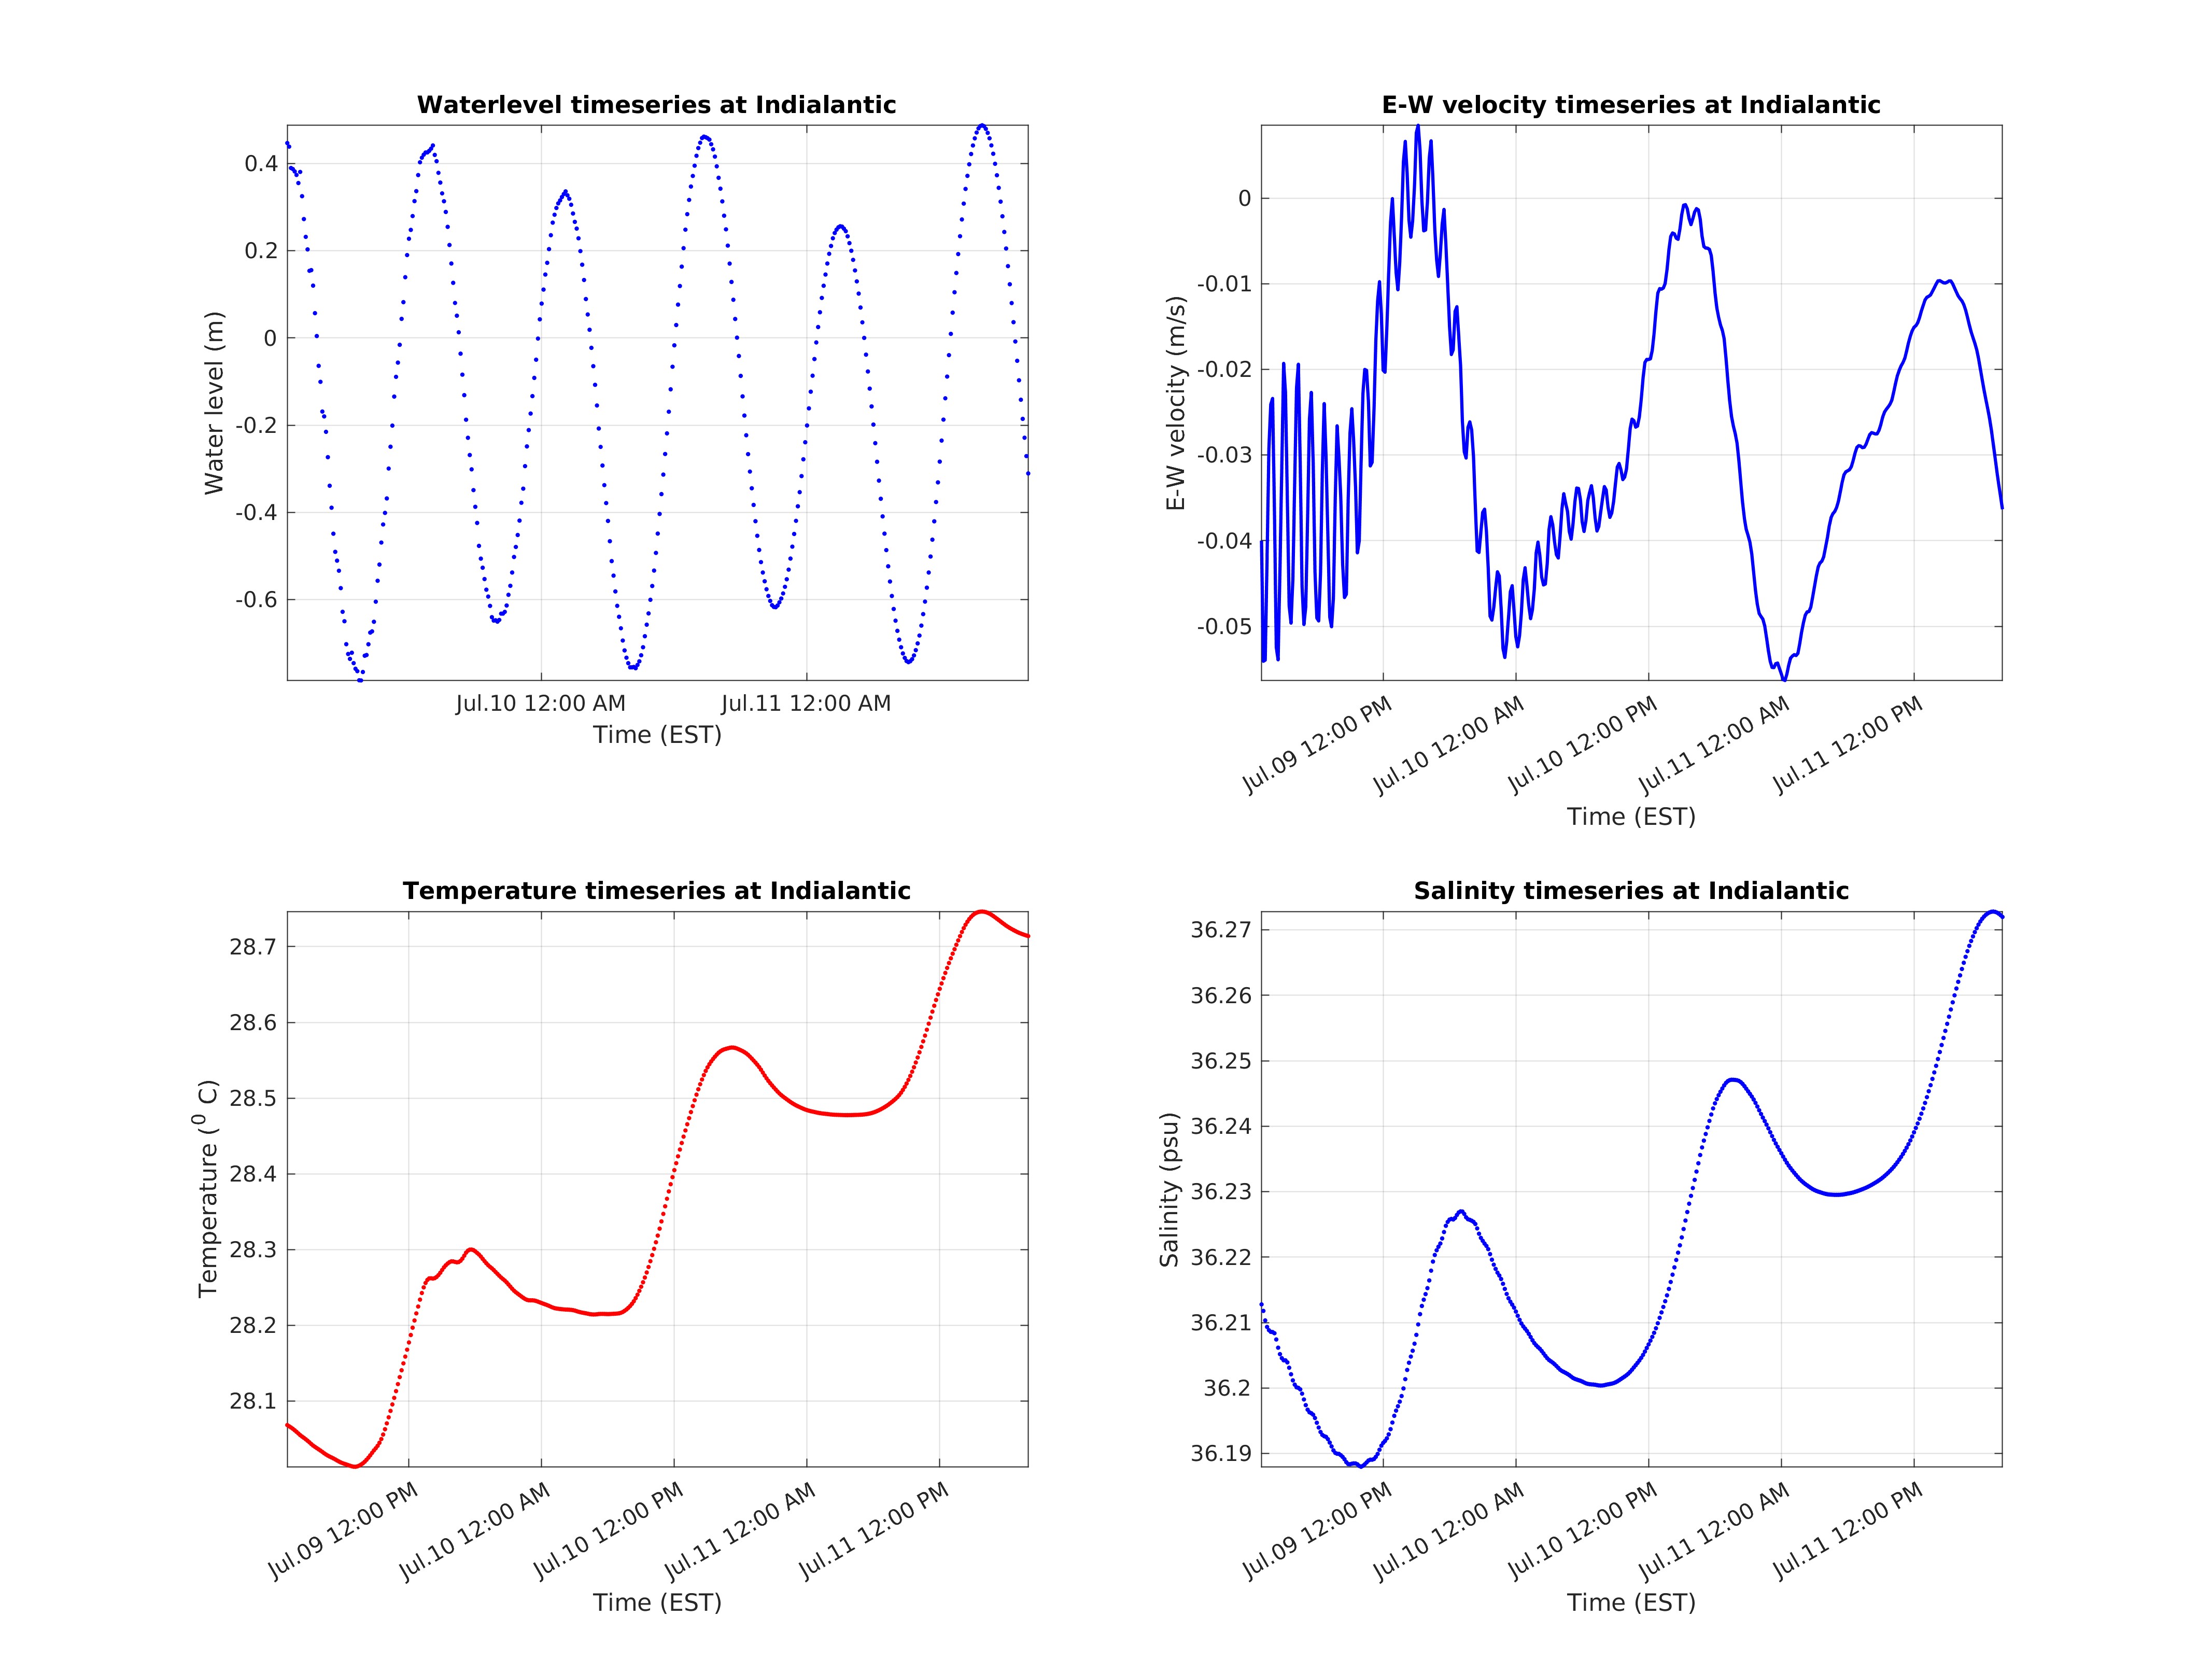 Waterlevel timeseries at Indialantic
0.4
0.2
0
-0.2
-0.4
-0.6
Water level (m)
Jul.10 12:00 AM Jul.11 12:00 AM
Time (EST)
E-W velocity timeseries at Indialantic
0
-0.01
-0.02
-0.03
-0.04
-0.05
E-W velocity (m/s)
Jul.09 12:00 PM Jul.10 12:00 AM Jul.10 12:00 PM Jul.11 12:00 AM Jul.11 12:00 PM
Time (EST)
Temperature timeseries at Indialantic
28.7
28.6
28.5
28.4
28.3
28.2
28.1
Temperature (⁰ C)
Jul.09 12:00 PM Jul.10 12:00 AM Jul.10 12:00 PM Jul.11 12:00 AM Jul.11 12:00 PM
Time (EST)
Salinity timeseries at Indialantic
36.27
36.26
36.25
36.24
36.23
36.22
36.21
36.2
36.19
Salinity (psu)
Jul.09 12:00 PM Jul.10 12:00 AM Jul.10 12:00 PM Jul.11 12:00 AM Jul.11 12:00 PM
Time (EST)